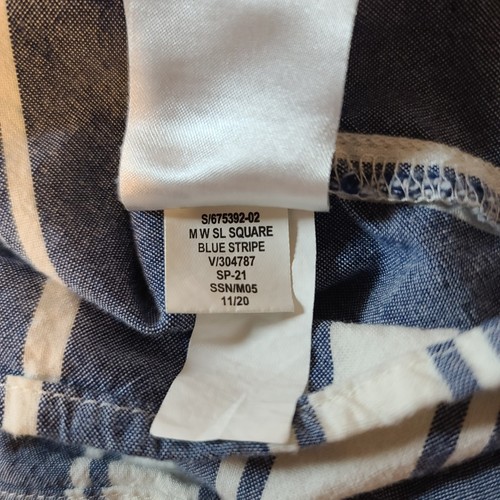 S/675392-02
M W SL SQUARE
BLUE STRIPE
V/304787
SP-21
SSN/M05
11/20